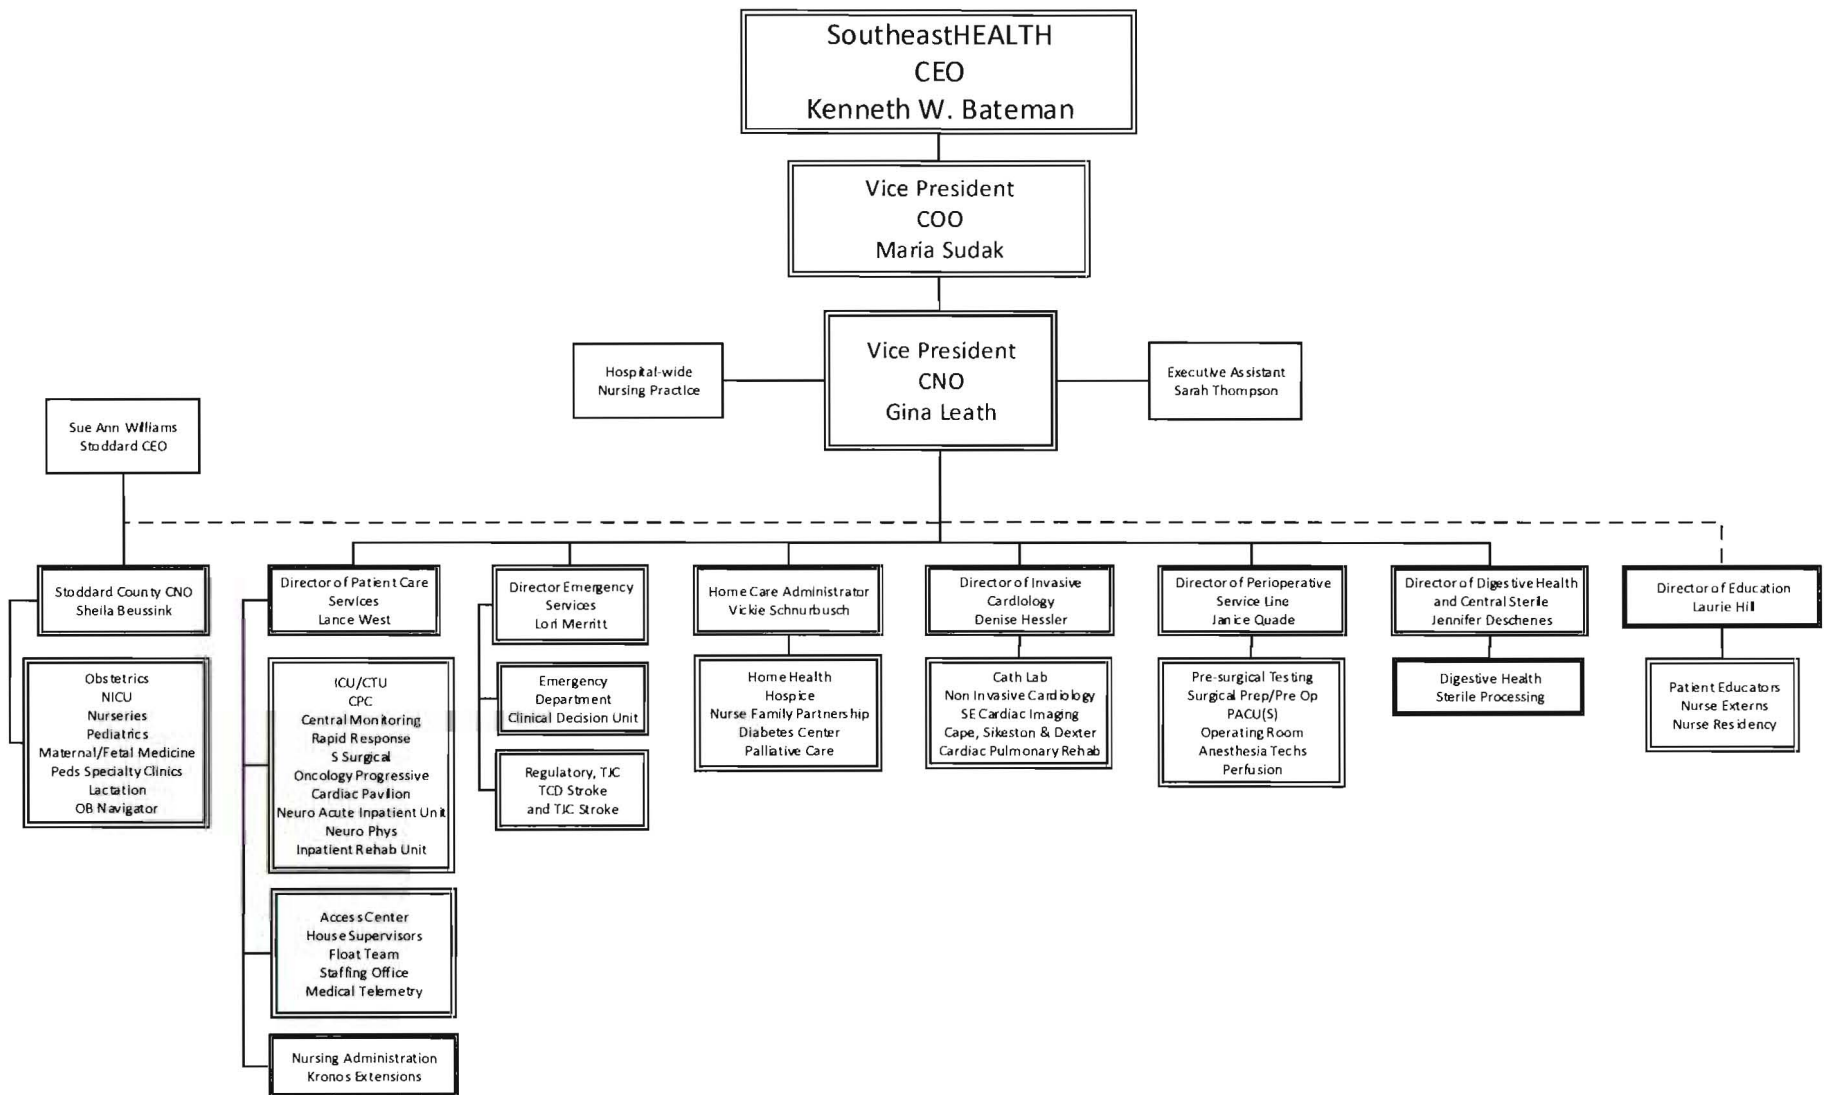 SoutheastHEALTH
CEO
Kenneth W. Bateman
Vice President
COO
Maria Sudak
Vice President
CNO
Gina Leath
Hospital-wide
Nursing Practice
Executive Assistant
Sarah Thompson
Sue Ann Williams
Stoddard CEO
Stoddard County CNO
Sheila Beussink
Director of Patient Care
Services
Lance West
Director Emergency
Services
Lori Merritt
Home Care Administrator
Vickie Schnurbusch
Director of Invasive
Cardiology
Denise Hessler
Director of Perioperative
Service Line
Janice Quade
Director of Digestive Health
and Central Sterile
Jennifer Deschenes
Director of Education
Laurie Hill
Obstetrics
NICU
Nurseries
Pediatrics
Maternal/Fetal Medicine
Peds Specialty Clinics
Lactation
OB Navigator
ICU/CTU
CPC
Central Monitoring
Rapid Response
S Surgical
Oncology Progressive
Cardiac Pavilion
Neuro Acute Inpatient Unit
Neuro Phys
Inpatient Rehab Unit
Emergency
Department
Clinical Decision Unit
Regulatory, TJC
TCD Stroke
and TJC Stroke
Home Health
Hospice
Nurse Family Partnership
Diabetes Center
Palliative Care
Cath Lab
Non Invasive Cardiology
SE Cardiac Imaging
Cape, Sikeston & Dexter
Cardiac Pulmonary Rehab
Pre-surgical Testing
Surgical Prep/Pre Op
PACU(S)
Operating Room
Anesthesia Techs
Perfusion
Digestive Health
Sterile Processing
Patient Educators
Nurse Externs
Nurse Residency
Access Center
House Supervisors
Float Team
Staffing Office
Medical Telemetry
Nursing Administration
Kronos Extensions